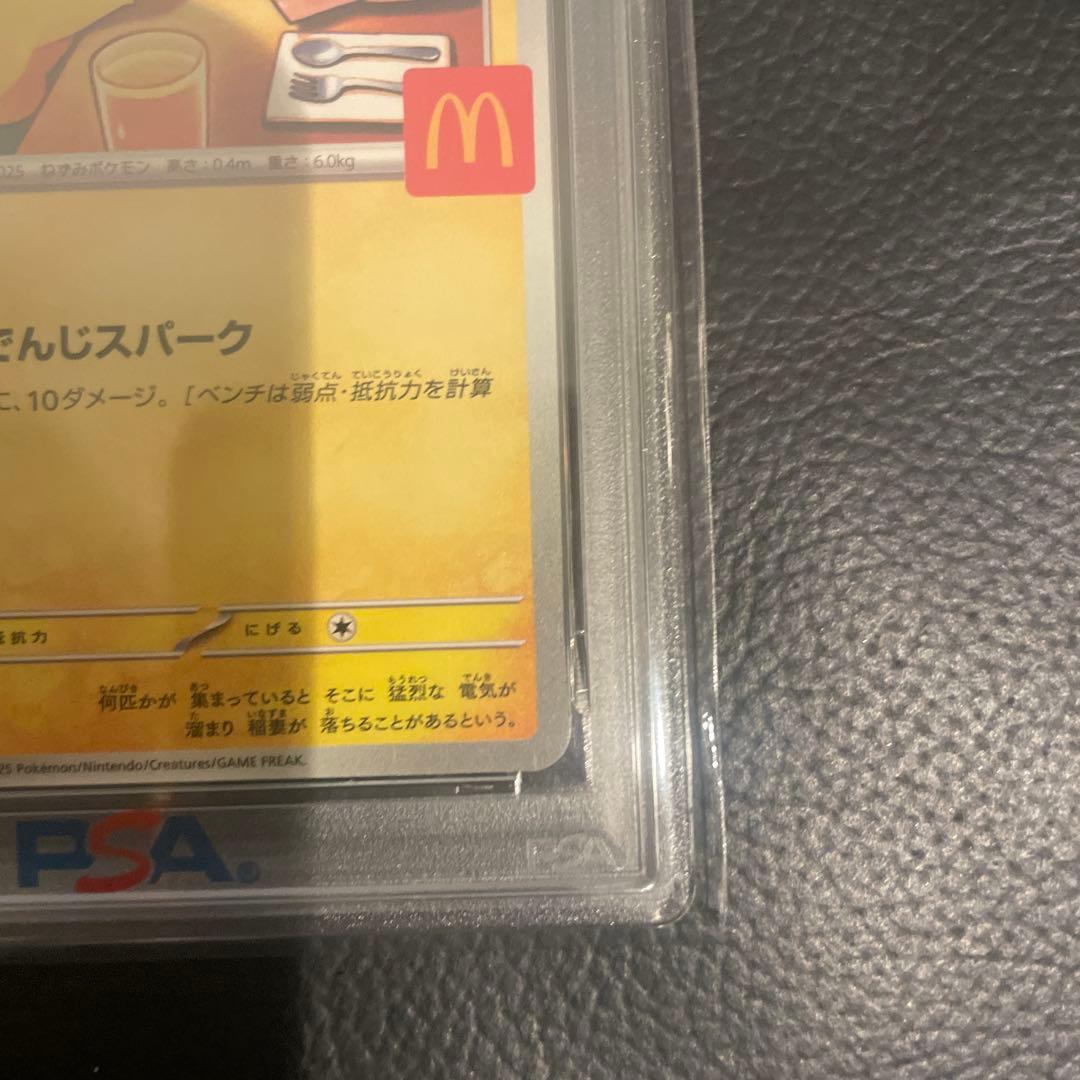 025 ねずみポケモン 高さ:0.4m 重さ:6.0kg
でんじスパーク
に、10ダメージ。[ベンチは弱点・抵抗力を計算
抵抗力
にげる
何匹かが 集まっていると そこに 猛烈な 電気が
溜まり 稲妻が 落ちることがあるという。
25 Pokémon/Nintendo/Creatures/GAME FREAK.
PSA
PSA